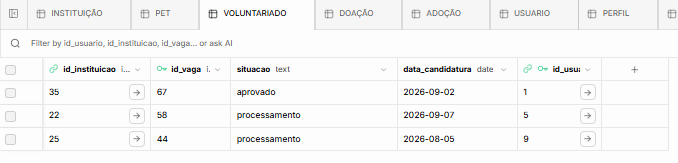 INSTITUIÇÃO PET VOLUNTARIADO DOAÇÃO ADOÇÃO USUARIO PERFIL
Filter by id_usuario, id_instituicao, id_vaga... or ask AI
id_instituicao i... id_vaga i. situacao text data_candidatura date id_usua
35 67 aprovado 2026-09-02 1
22 58 processamento 2026-09-07 5
25 44 processamento 2026-08-05 9